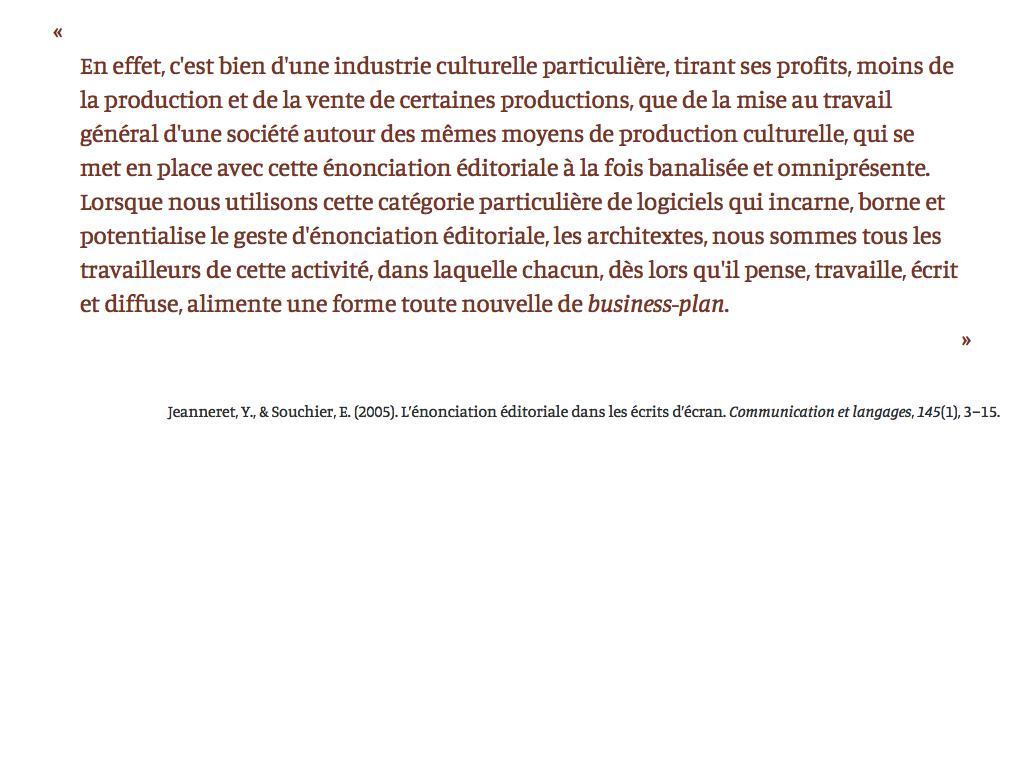 «
En effet, c'est bien d'une industrie culturelle particulière, tirant ses profits, moins de
la production et de la vente de certaines productions, que de la mise au travail
général d'une société autour des mêmes moyens de production culturelle, qui se
met en place avec cette énonciation éditoriale à la fois banalisée et omniprésente.
Lorsque nous utilisons cette catégorie particulière de logiciels qui incarne, borne et
potentialise le geste d'énonciation éditoriale, les architextes, nous sommes tous les
travailleurs de cette activité, dans laquelle chacun, dès lors qu'il pense, travaille, écrit
et diffuse, alimente une forme toute nouvelle de business-plan.
»
Jeanneret, Y., & Souchier, E. (2005). L’énonciation éditoriale dans les écrits d’écran. Communication et langages, 145(1), 3–15.